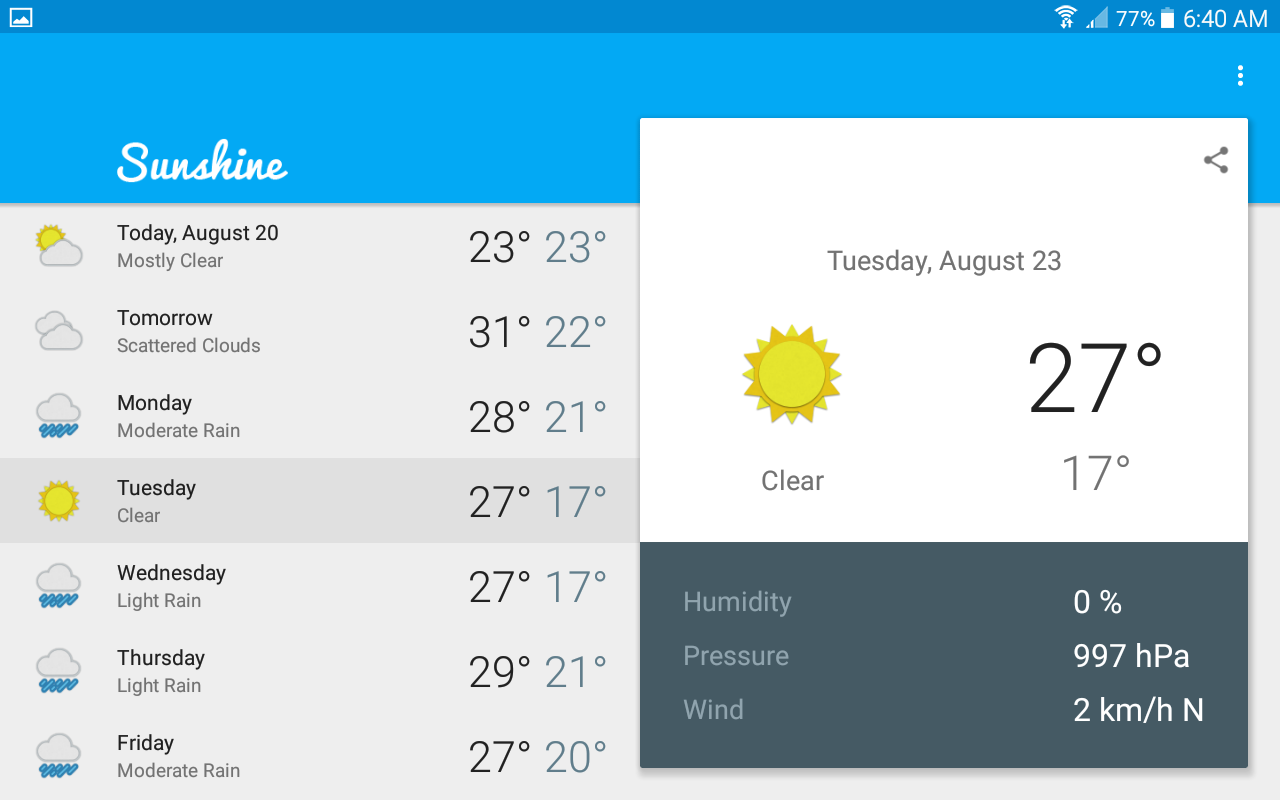 77% 6:40 AM
Sunshine
Today, August 20
Mostly Clear
23° 23°
Tomorrow
Scattered Clouds
31° 22°
Monday
Moderate Rain
28° 21°
Tuesday
Clear
27° 17°
Wednesday
Light Rain
27° 17°
Thursday
Light Rain
29° 21°
Friday
Moderate Rain
27° 20°
Tuesday, August 23
27°
17°
Clear
Humidity 0 %
Pressure 997 hPa
Wind 2 km/h N